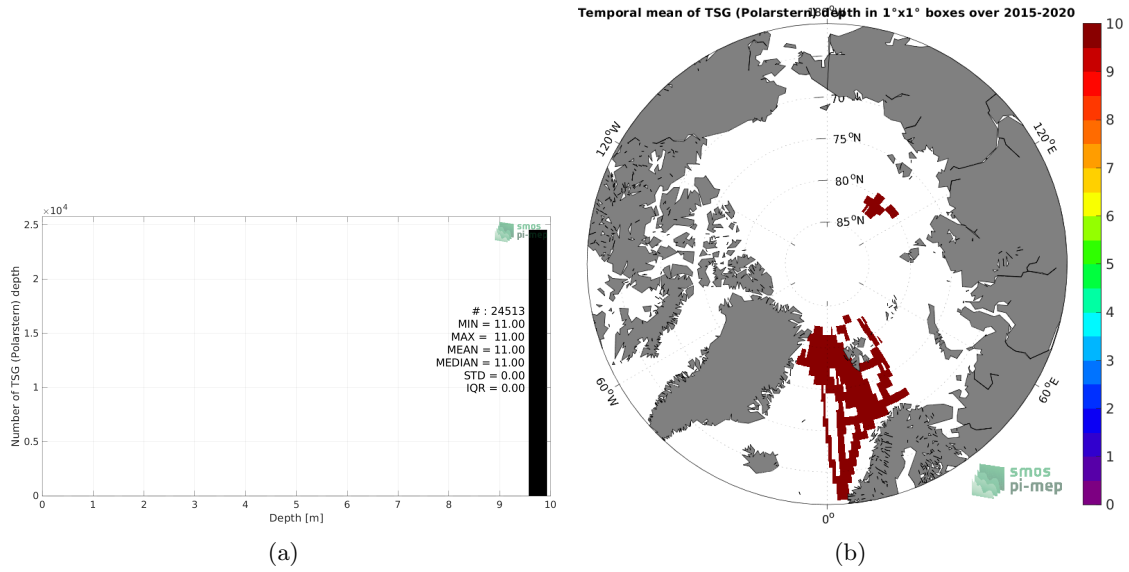 ×10⁴
2.5
2
1.5
1
0.5
0
Number of TSG (Polarstern) depth
smos
pi-mep
# : 24513
MIN = 11.00
MAX = 11.00
MEAN = 11.00
MEDIAN = 11.00
STD = 0.00
IQR = 0.00
0 1 2 3 4 5 6 7 8 9 10
Depth [m]
(a)
Temporal mean of TSG (Polarstern) depth in 1°x1° boxes over 2015-2020
180°W
120°W
120°E
60°W
60°E
0°
70°N
75°N
80°N
85°N
10
9
8
7
6
5
4
3
2
1
0
smos
pi-mep
(b)